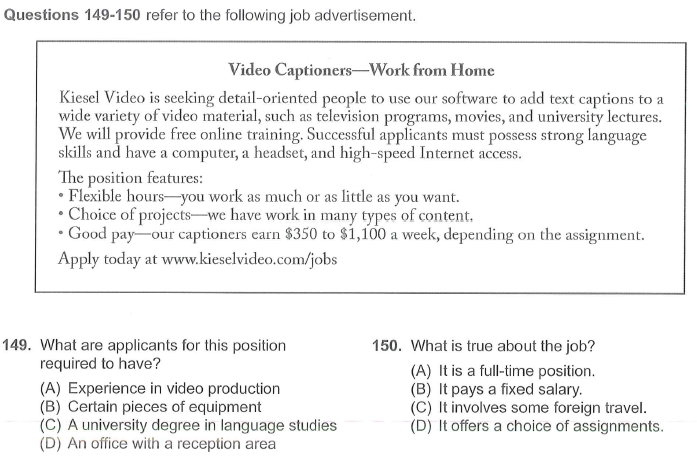 Questions 149-150 refer to the following job advertisement.
Video Captioners—Work from Home
Kiesel Video is seeking detail-oriented people to use our software to add text captions to a
wide variety of video material, such as television programs, movies, and university lectures.
We will provide free online training. Successful applicants must possess strong language
skills and have a computer, a headset, and high-speed Internet access.
The position features:
• Flexible hours—you work as much or as little as you want.
• Choice of projects—we have work in many types of content.
• Good pay—our captioners earn $350 to $1,100 a week, depending on the assignment.
Apply today at www.kieselvideo.com/jobs
149. What are applicants for this position
required to have?
(A) Experience in video production
(B) Certain pieces of equipment
(C) A university degree in language studies
(D) An office with a reception area
150. What is true about the job?
(A) It is a full-time position.
(B) It pays a fixed salary.
(C) It involves some foreign travel.
(D) It offers a choice of assignments.